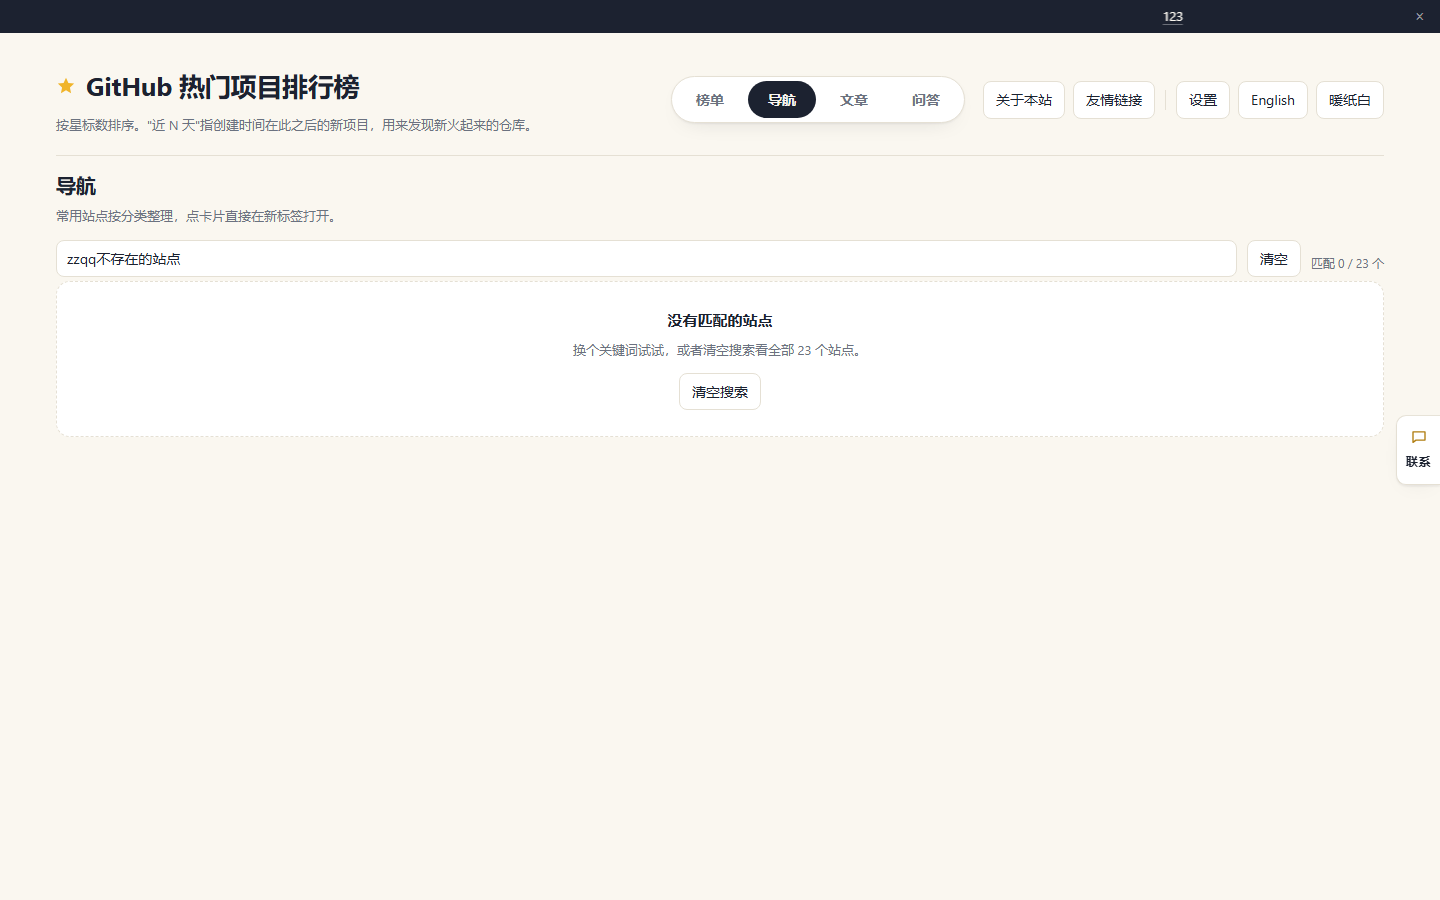 123
×
GitHub 热门项目排行榜
按星标数排序。"近 N 天"指创建时间在此之后的新项目，用来发现新火起来的仓库。
榜单
导航
文章
问答
关于本站
友情链接
设置
English
暖纸白
导航
常用站点按分类整理，点卡片直接在新标签打开。
zzqq不存在的站点
清空
匹配 0 / 23 个
没有匹配的站点
换个关键词试试，或者清空搜索看全部 23 个站点。
清空搜索
联系